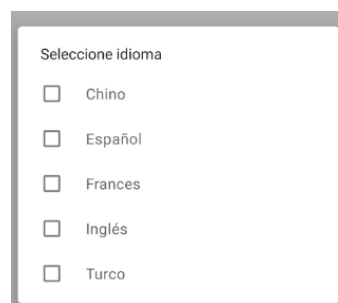 Seleccione idioma
Chino
Español
Frances
Inglés
Turco